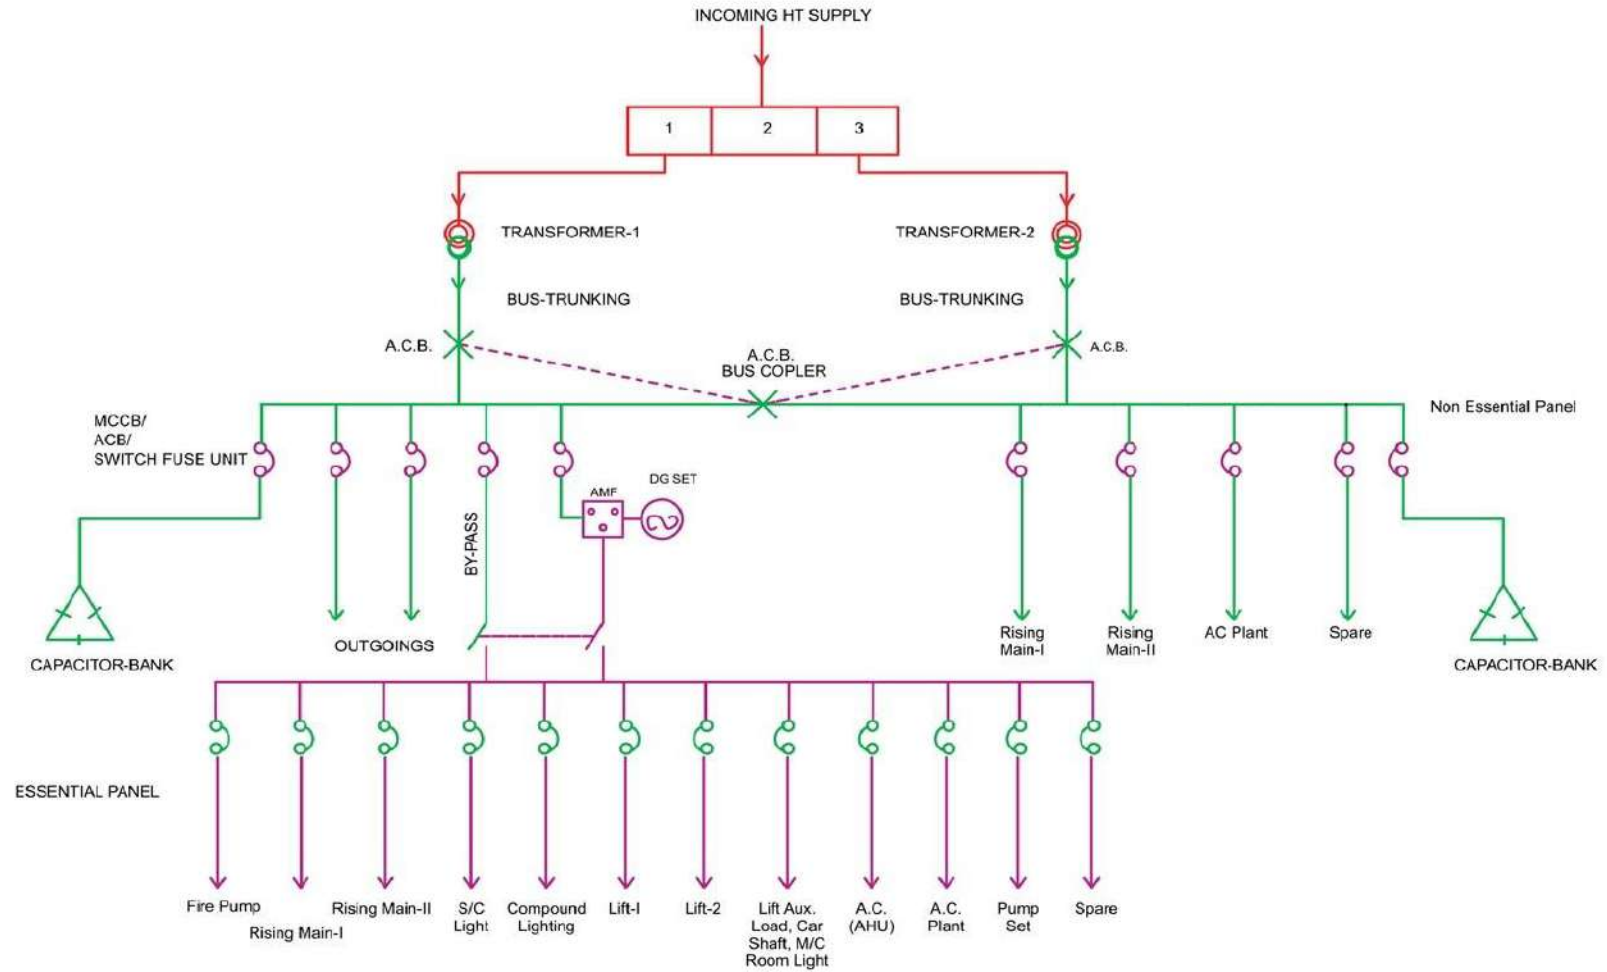 INCOMING HT SUPPLY
1
2
3
TRANSFORMER-1
TRANSFORMER-2
BUS-TRUNKING
BUS-TRUNKING
A.C.B.
A.C.B.
BUS COPLER
A.C.B.
MCCB/
ACB/
SWITCH FUSE UNIT
Non Essential Panel
AMF
DG SET
BY-PASS
OUTGOINGS
Rising
Main-I
Rising
Main-II
AC Plant
Spare
CAPACITOR-BANK
CAPACITOR-BANK
ESSENTIAL PANEL
Fire Pump
Rising Main-I
Rising Main-II
S/C
Light
Compound
Lighting
Lift-I
Lift-2
Lift Aux.
Load, Car
Shaft, M/C
Room Light
A.C.
(AHU)
A.C.
Plant
Pump
Set
Spare